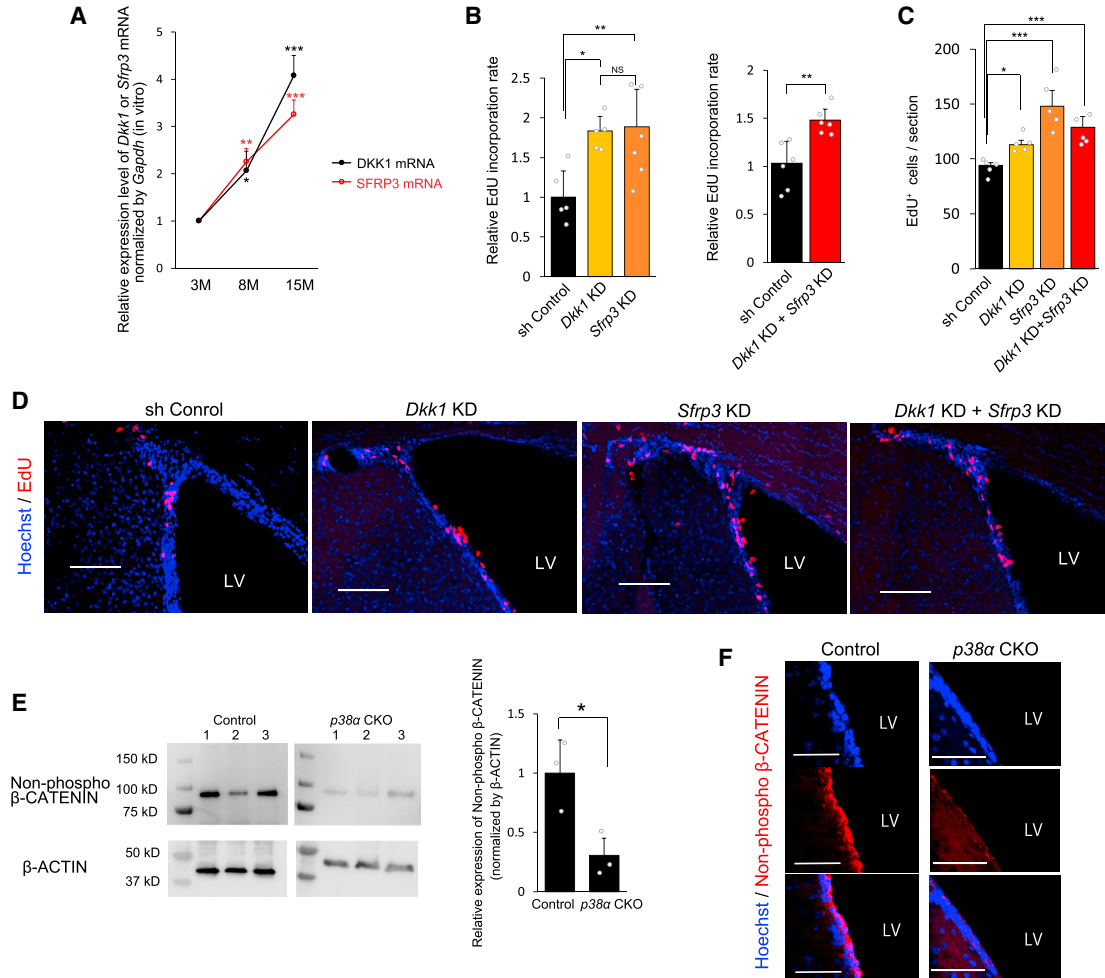 A
Relative expression level of Dkk1 or Sfrp3 mRNA
normalized by Gapdh (in vitro)
5
4
3
2
1
0
***
***
**
*
3M 8M 15M
DKK1 mRNA
SFRP3 mRNA
B
Relative EdU incorporation rate
2.5
2
1.5
1
0.5
0
**
*
NS
sh Control
Dkk1 KD
Sfrp3 KD
Relative EdU incorporation rate
2
1.5
1
0.5
0
**
sh Control
Dkk1 KD + Sfrp3 KD
C
EdU+ cells / section
200
150
100
50
0
***
***
*
sh Control
Dkk1 KD
Sfrp3 KD
Dkk1 KD+Sfrp3 KD
D
sh Conrol Dkk1 KD Sfrp3 KD Dkk1 KD + Sfrp3 KD
Hoechst / EdU
LV LV LV LV
E
Control p38α CKO
1 2 3 1 2 3
Non-phospho
β-CATENIN
150 kD
100 kD
75 kD
β-ACTIN
50 kD
37 kD
Relative expression of Non-phospho β-CATENIN
(normalized by β-ACTIN)
1.5
1
0.5
0
*
Control p38α CKO
F
Control p38α CKO
Hoechst / Non-phospho β-CATENIN
LV LV
LV LV
LV LV